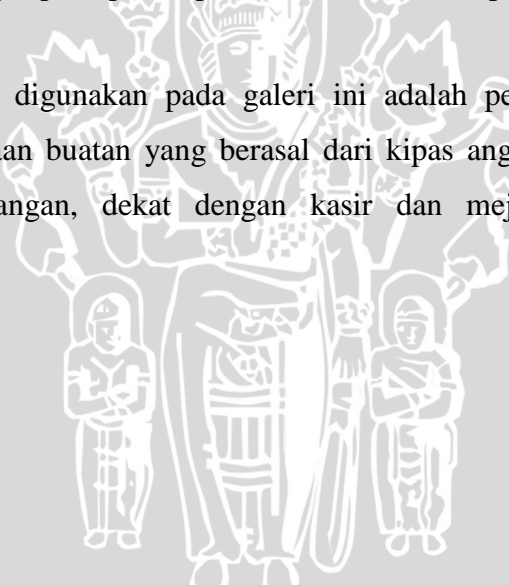 digunakan pada galeri ini adalah pe
an buatan yang berasal dari kipas ang
angan, dekat dengan kasir dan mej